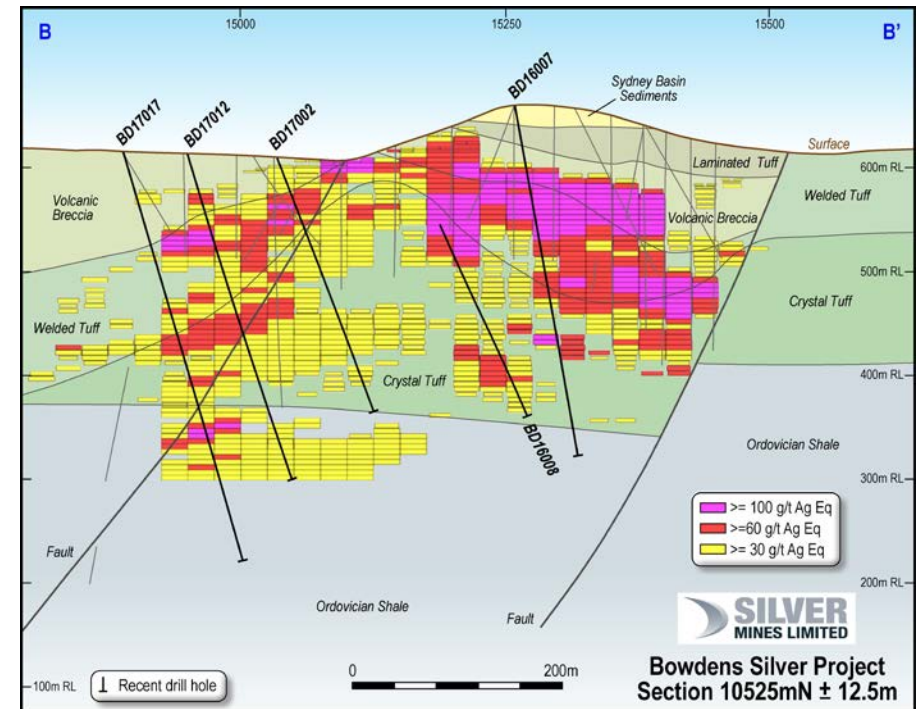 B
15000
15250
15500
B'
BD17017
BD17012
BD17002
BD16007
Sydney Basin
Sediments
Surface
600m RL
Laminated Tuff
Welded Tuff
Volcanic
Breccia
Volcanic Breccia
500m RL
Crystal Tuff
Welded Tuff
Crystal Tuff
400m RL
BD16008
Ordovician Shale
300m RL
>= 100 g/t Ag Eq
>=60 g/t Ag Eq
>= 30 g/t Ag Eq
Fault
200m RL
Ordovician Shale
Fault
SILVER
MINES LIMITED
100m RL
Recent drill hole
0
200m
Bowdens Silver Project
Section 10525mN ± 12.5m